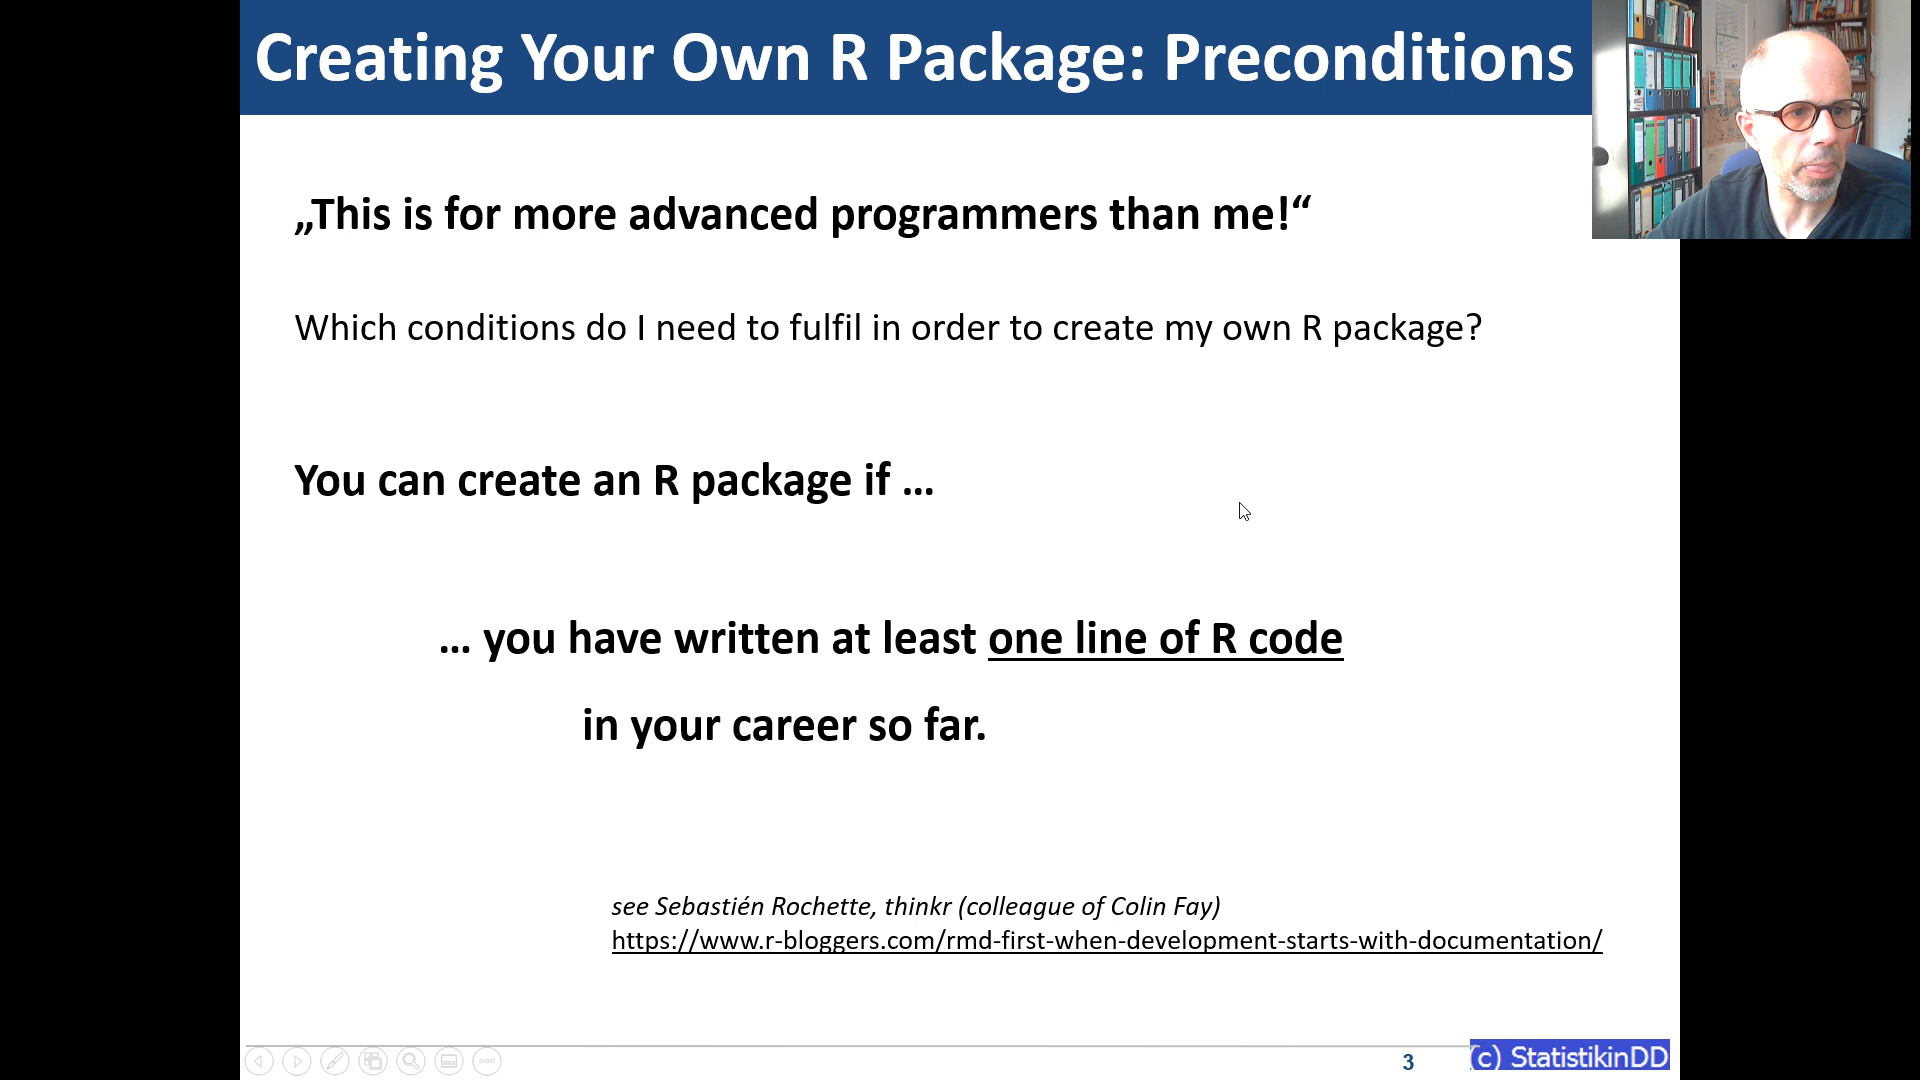 Creating Your Own R Package: Preconditions
„This is for more advanced programmers than me!“
Which conditions do I need to fulfil in order to create my own R package?
You can create an R package if …
… you have written at least one line of R code
in your career so far.
see Sebastién Rochette, thinkr (colleague of Colin Fay)
https://www.r-bloggers.com/rmd-first-when-development-starts-with-documentation/
3
(c) StatistikinDD